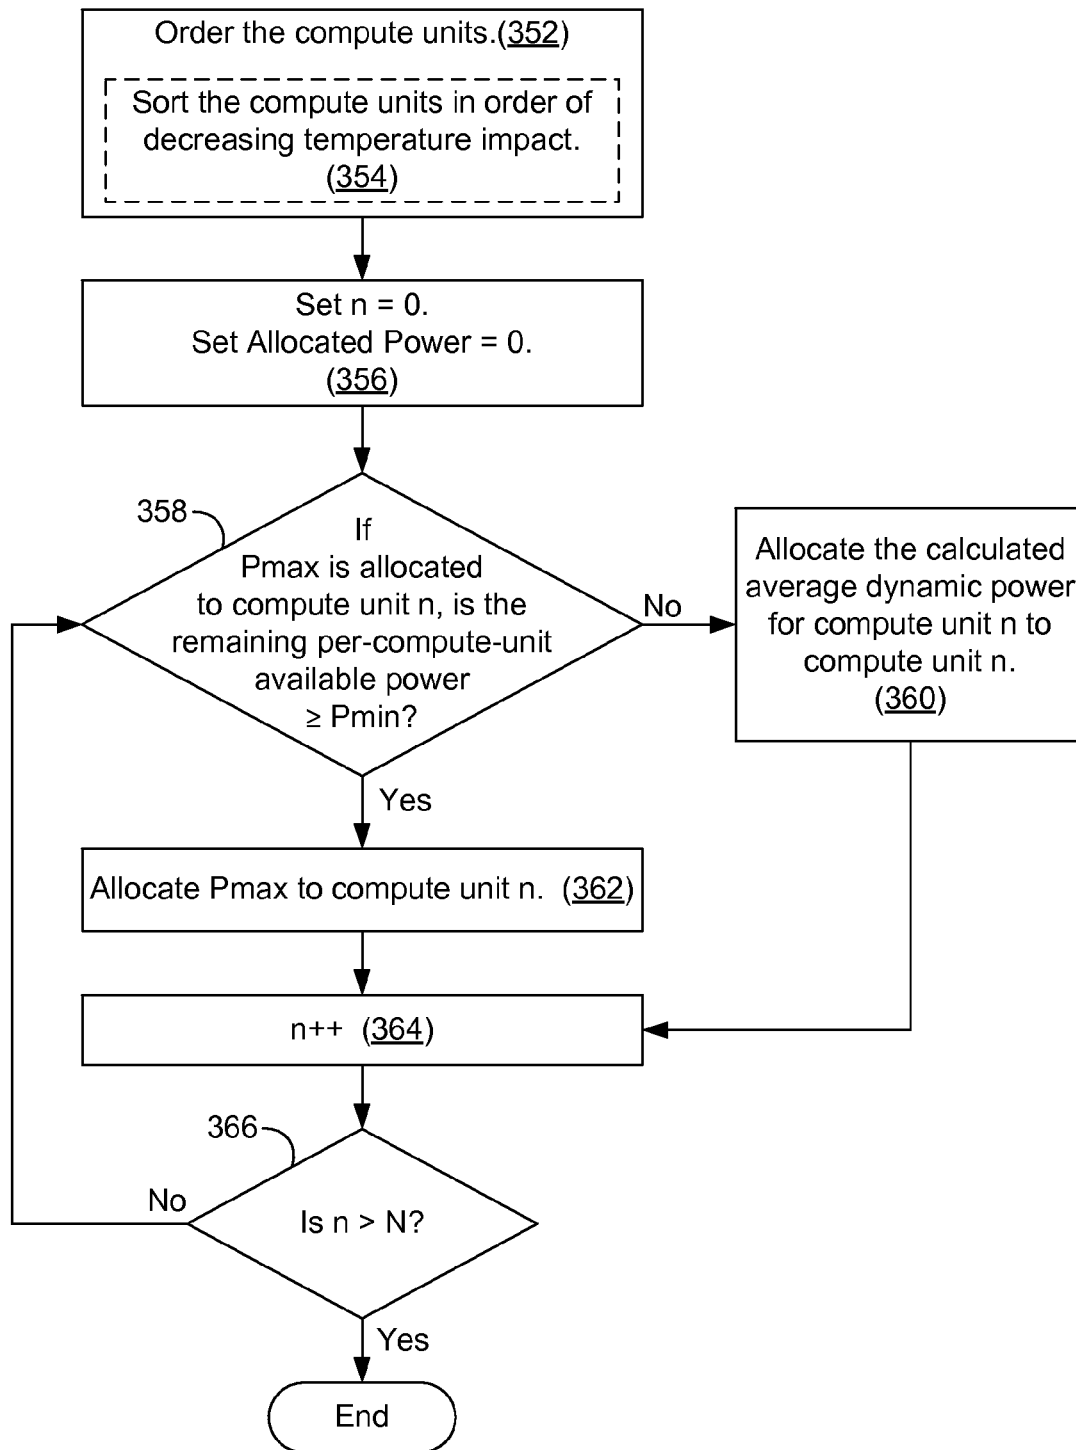 Order the compute units.(352)
Sort the compute units in order of
decreasing temperature impact.
(354)
Set n = 0.
Set Allocated Power = 0.
(356)
358
If
Pmax is allocated
to compute unit n, is the
remaining per-compute-unit
available power
≥ Pmin?
No
Allocate the calculated
average dynamic power
for compute unit n to
compute unit n.
(360)
Yes
Allocate Pmax to compute unit n. (362)
n++ (364)
366
No
Is n > N?
Yes
End